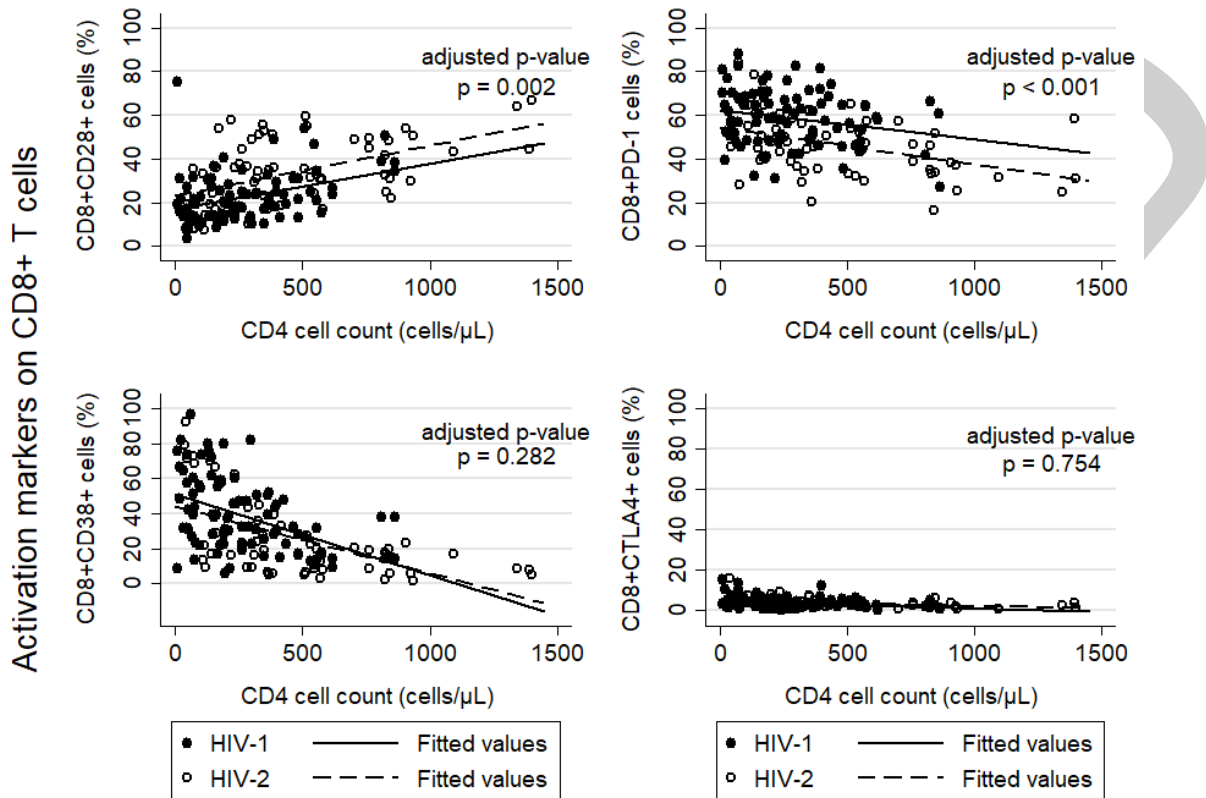 Activation markers on CD8+ T cells
CD8+CD28+ cells (%)
0 20 40 60 80 100
adjusted p-value
p = 0.002
0 500 1000 1500
CD4 cell count (cells/µL)
CD8+PD-1 cells (%)
0 20 40 60 80 100
adjusted p-value
p < 0.001
0 500 1000 1500
CD4 cell count (cells/µL)
CD8+CD38+ cells (%)
0 20 40 60 80 100
adjusted p-value
p = 0.282
0 500 1000 1500
CD4 cell count (cells/µL)
CD8+CTLA4+ cells (%)
0 20 40 60 80 100
adjusted p-value
p = 0.754
0 500 1000 1500
CD4 cell count (cells/µL)
HIV-1 Fitted values
HIV-2 Fitted values
HIV-1 Fitted values
HIV-2 Fitted values